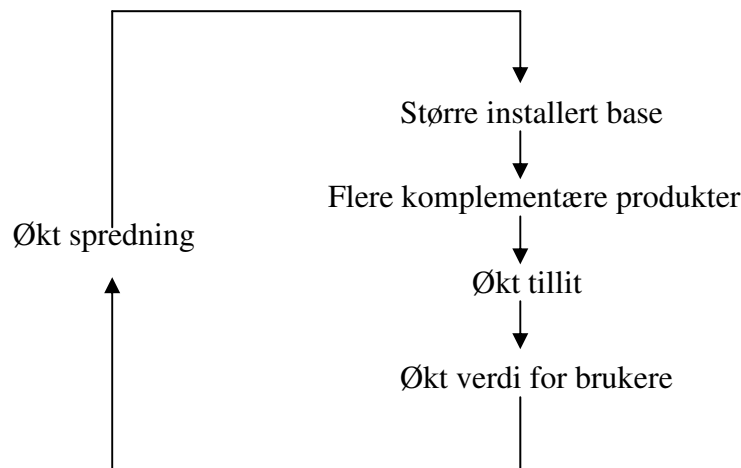 Større installert base
Flere komplementære produkter
Økt spredning
Økt tillit
Økt verdi for brukere